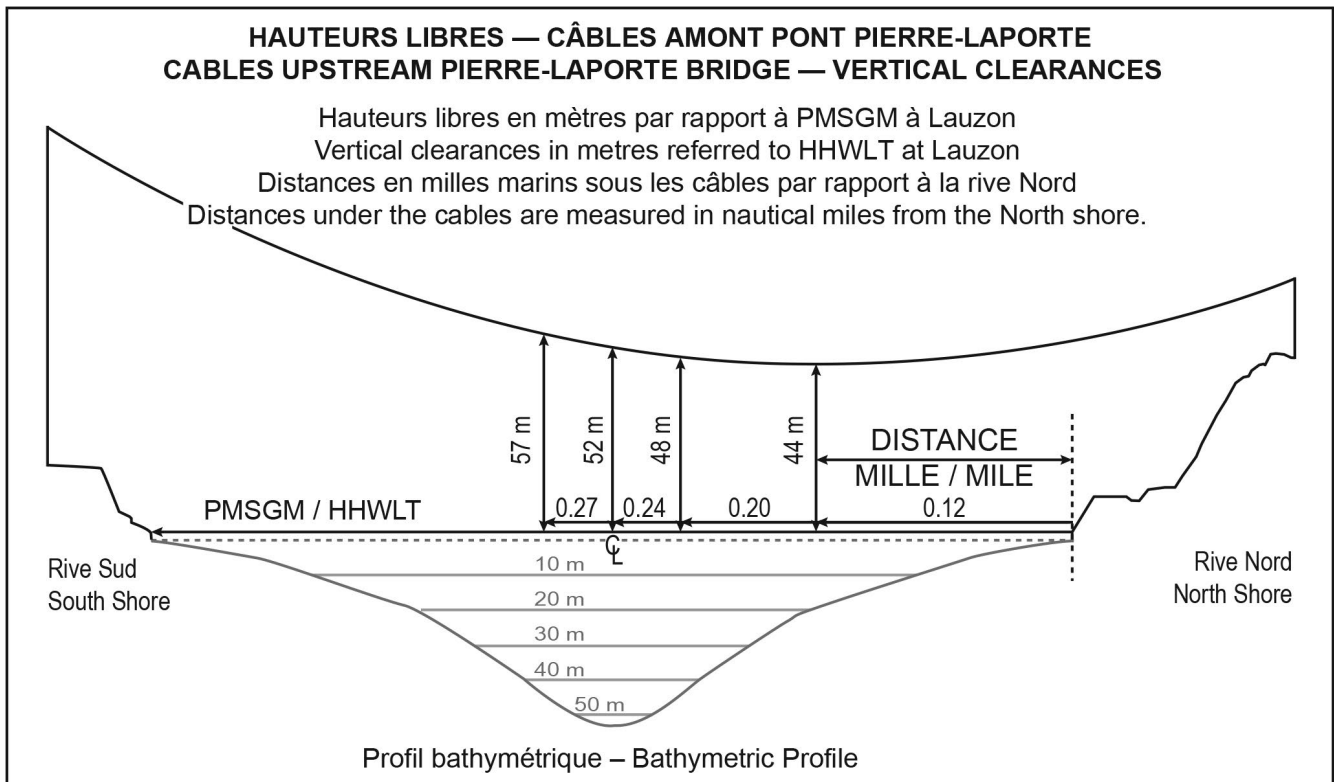 HAUTEURS LIBRES — CÂBLES AMONT PONT PIERRE-LAPORTE
CABLES UPSTREAM PIERRE-LAPORTE BRIDGE — VERTICAL CLEARANCES
Hauteurs libres en mètres par rapport à PMSGM à Lauzon
Vertical clearances in metres referred to HHWLT at Lauzon
Distances en milles marins sous les câbles par rapport à la rive Nord
Distances under the cables are measured in nautical miles from the North shore.
57 m
52 m
48 m
44 m
DISTANCE
MILLE / MILE
PMSGM / HHWLT
0.27
0.24
0.20
0.12
℄
Rive Sud
South Shore
Rive Nord
North Shore
10 m
20 m
30 m
40 m
50 m
Profil bathymétrique – Bathymetric Profile